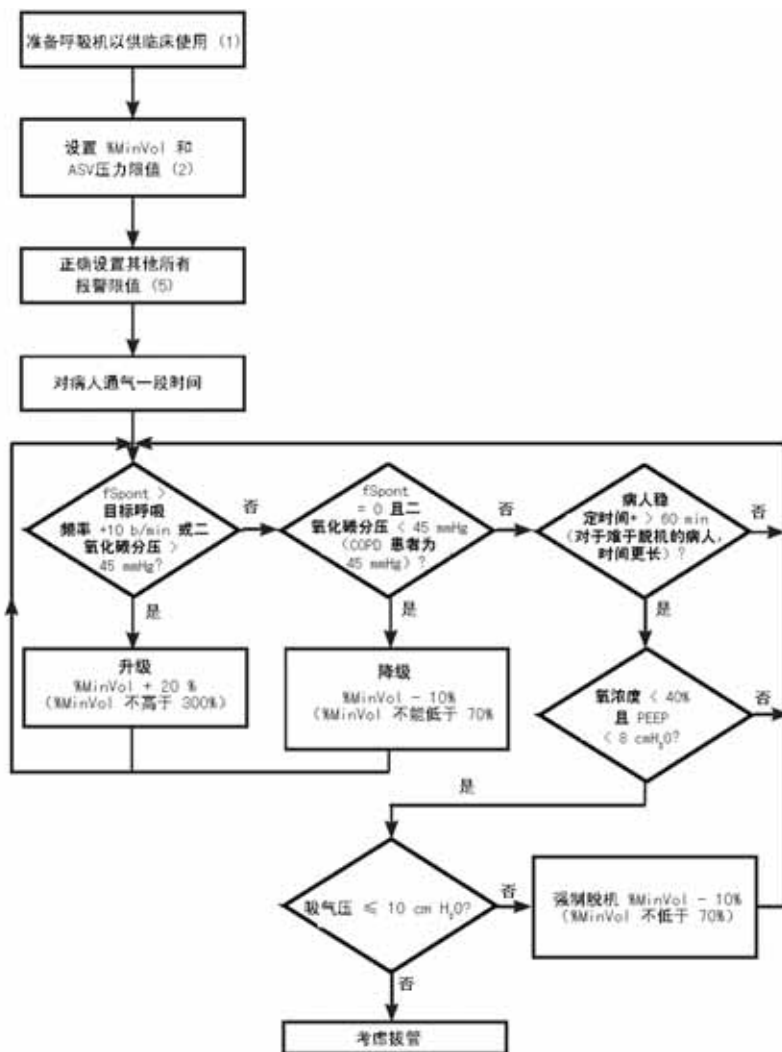 准备呼吸机以供临床使用 (1)
设置 %MinVol 和
ASV压力限值 (2)
正确设置其他所有
报警限值 (5)
对病人通气一段时间
fSpont >
目标呼吸
频率 +10 b/min 或二
氧化碳分压 >
45 mmHg?
否
fSpont
= 0 且二
氧化碳分压 < 45 mmHg
(COPD 患者为
45 mmHg)?
否
病人稳
定时间+ > 60 min
(对于难于脱机的病人,
时间更长)?
否
是
是
是
升级
%MinVol + 20 %
(%MinVol 不高于 300%)
降级
%MinVol - 10%
(%MinVol 不能低于 70%
氧浓度 < 40%
且 PEEP
< 8 cmH₂O?
否
是
吸气压 ≤ 10 cm H₂O?
否
强制脱机 %MinVol - 10%
(%MinVol 不低于 70%)
否
考虑拔管